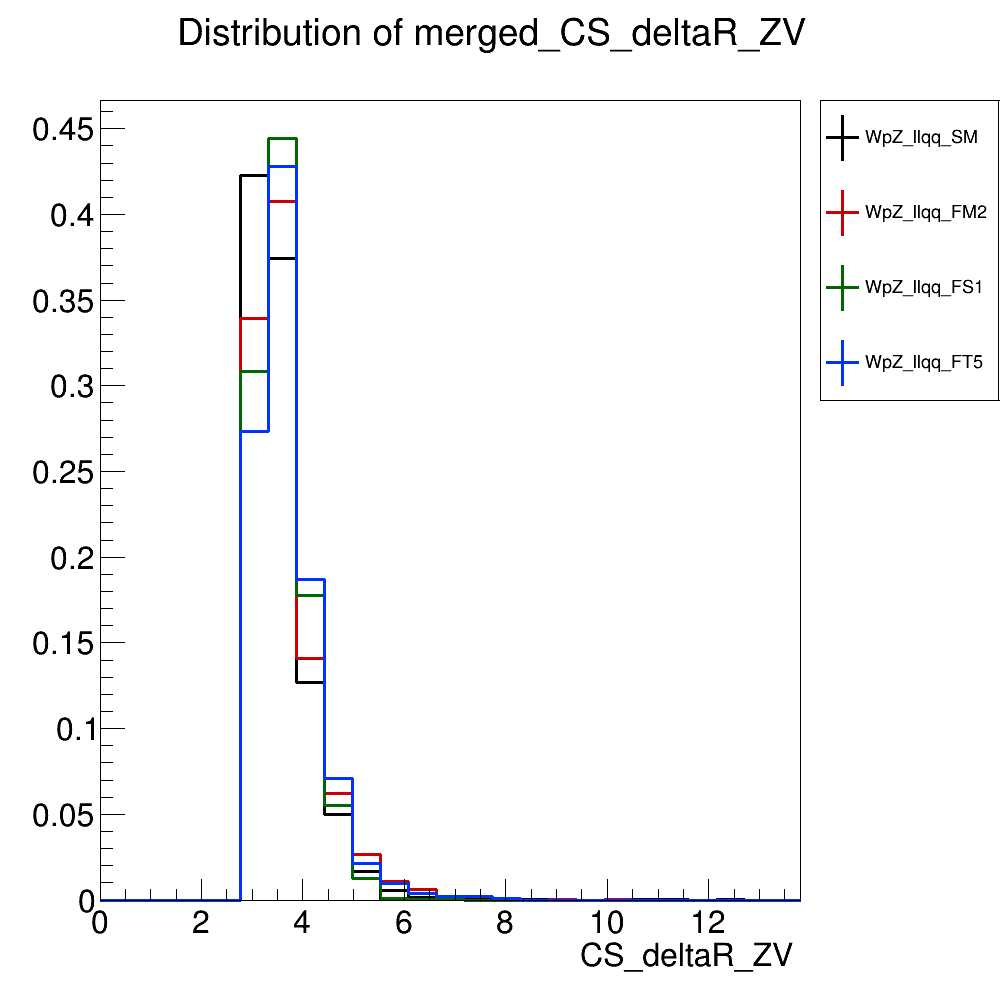 Distribution of merged_CS_deltaR_ZV
0.45
0.4
0.35
0.3
0.25
0.2
0.15
0.1
0.05
0
0 2 4 6 8 10 12
CS_deltaR_ZV
WpZ_llqq_SM
WpZ_llqq_FM2
WpZ_llqq_FS1
WpZ_llqq_FT5